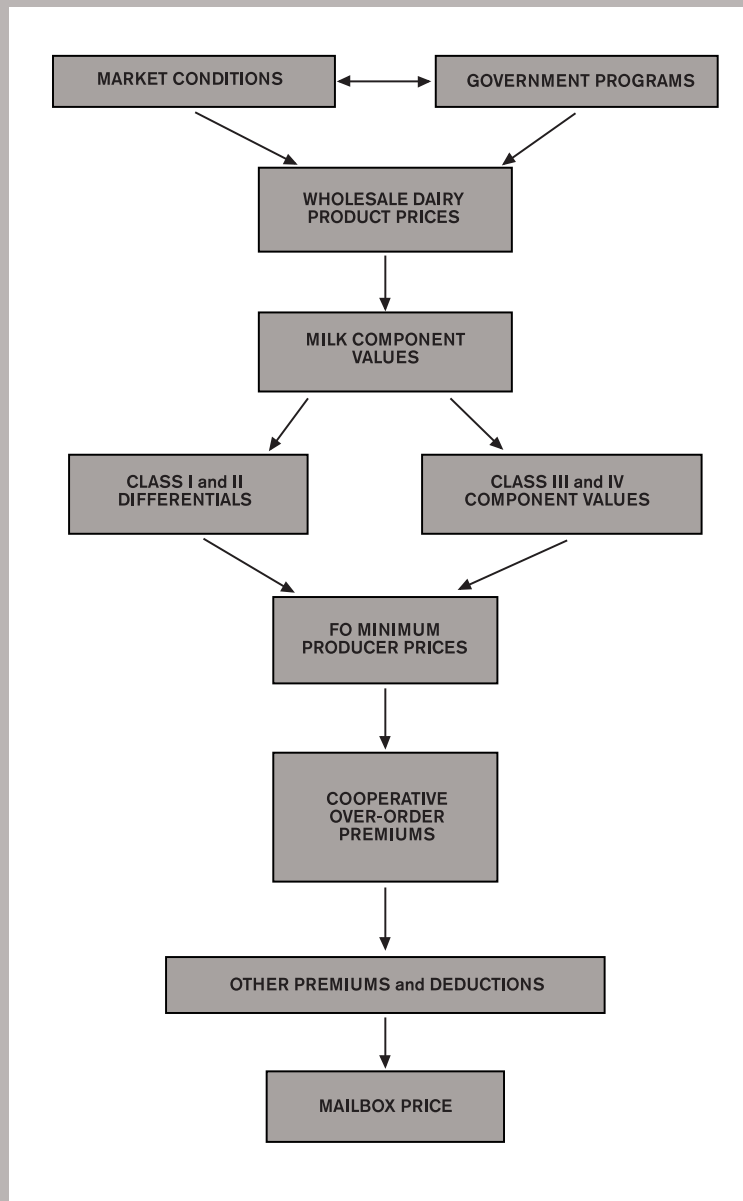 MARKET CONDITIONS
GOVERNMENT PROGRAMS
WHOLESALE DAIRY
PRODUCT PRICES
MILK COMPONENT
VALUES
CLASS I and II
DIFFERENTIALS
CLASS III and IV
COMPONENT VALUES
FO MINIMUM
PRODUCER PRICES
COOPERATIVE
OVER-ORDER
PREMIUMS
OTHER PREMIUMS and DEDUCTIONS
MAILBOX PRICE